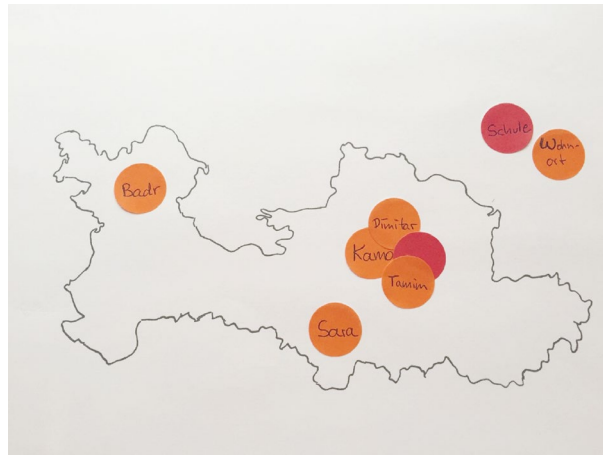 Schule
Wohn-
ort
Badr
Dimitar
Kamo
Tamim
Sara